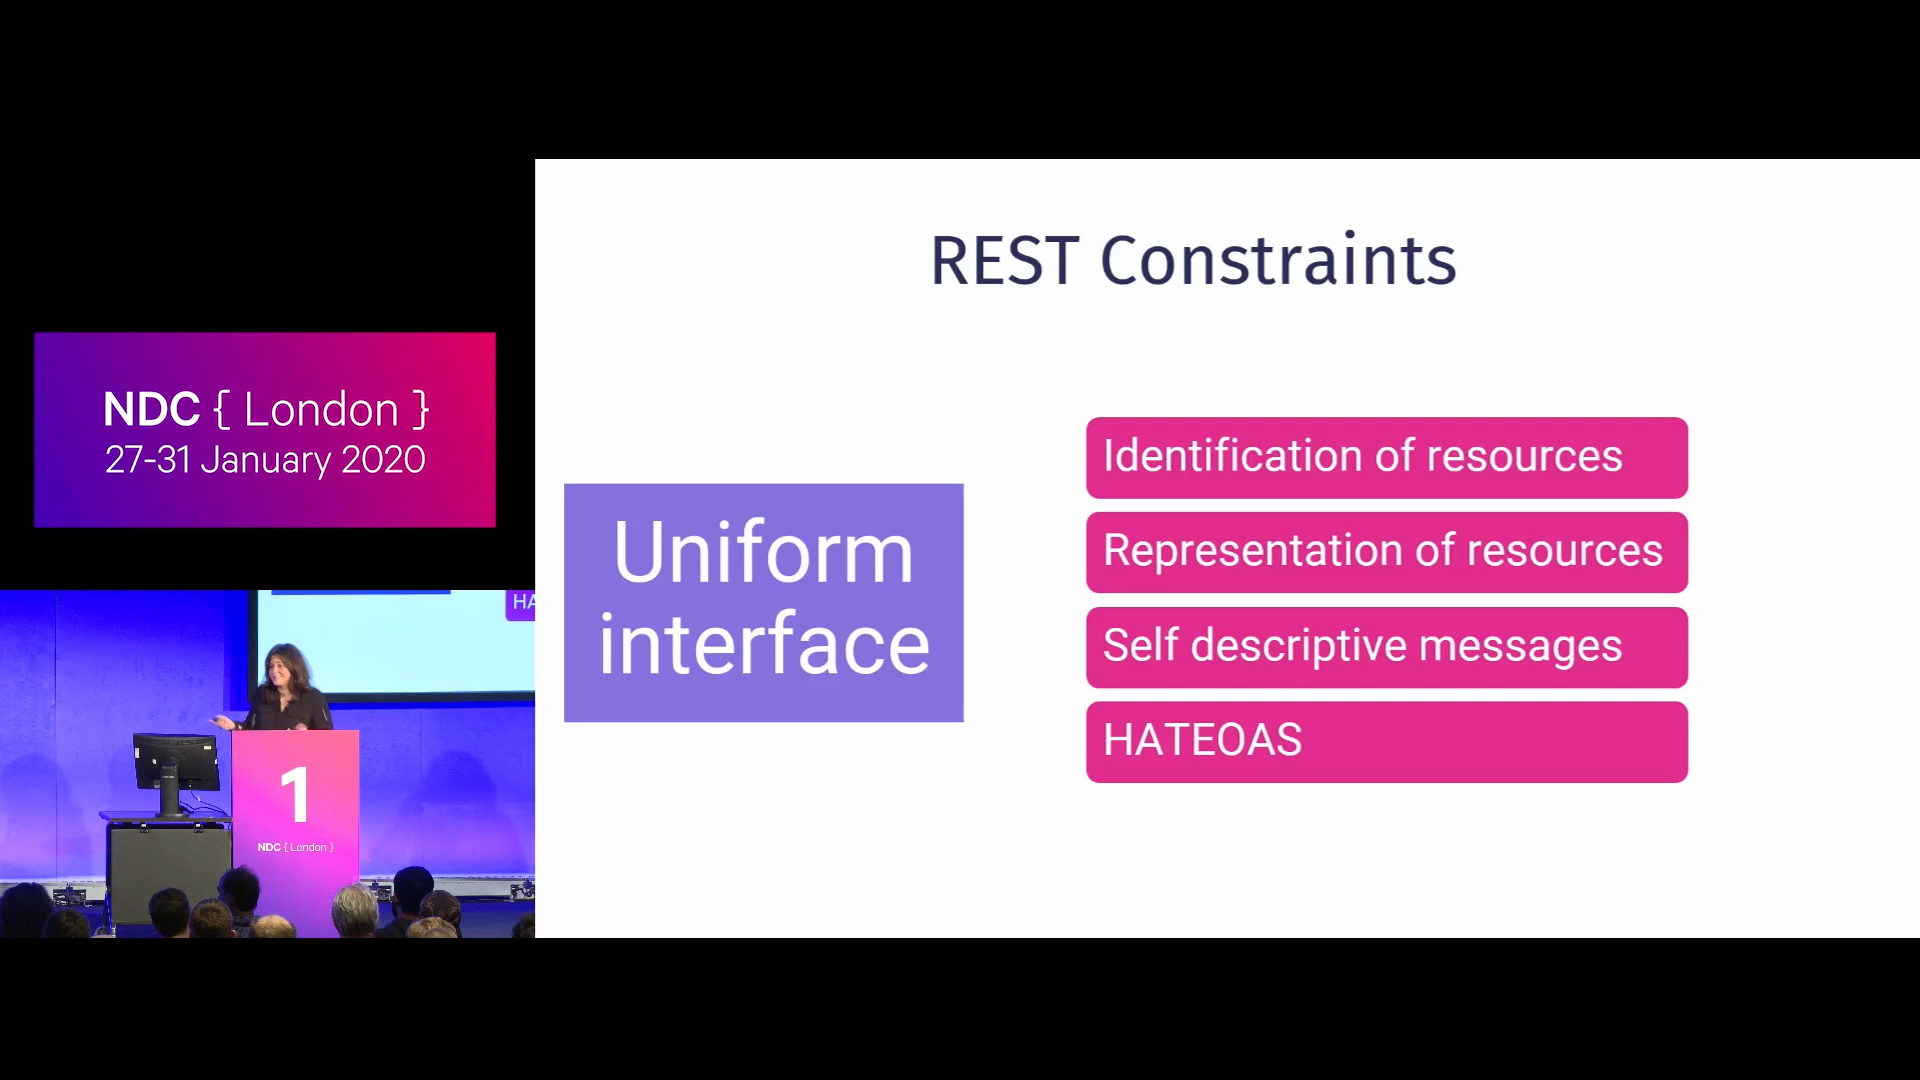 REST Constraints
NDC { London }
27-31 January 2020
Uniform
interface
Identification of resources
Representation of resources
Self descriptive messages
HATEOAS
HA
1
NDC { London }